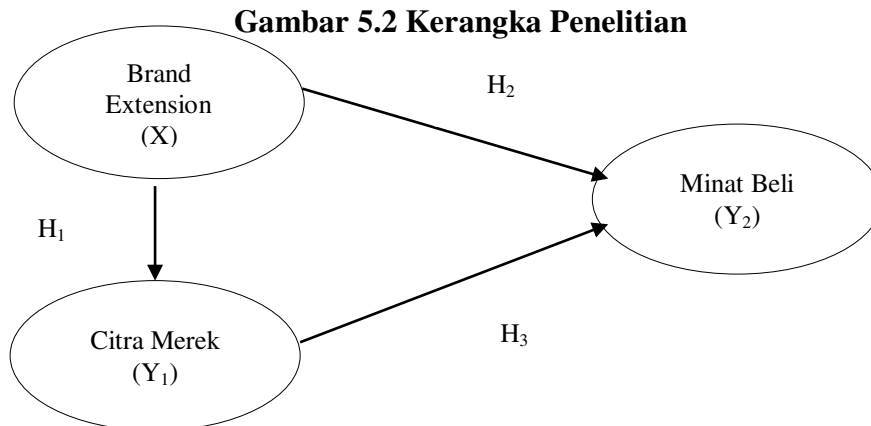 Gambar 5.2 Kerangka Penelitian
Brand
Extension
(X)
H₂
Minat Beli
(Y₂)
H₁
Citra Merek
(Y₁)
H₃